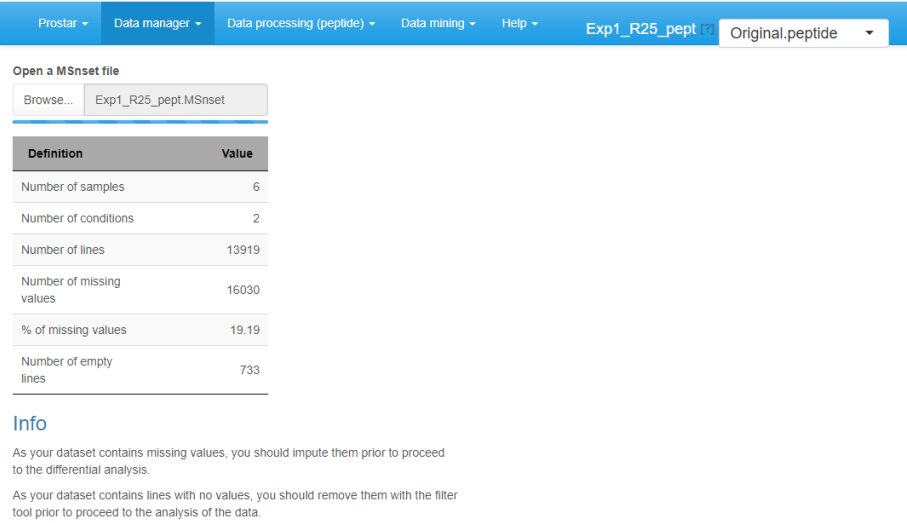 Prostar Data manager Data processing (peptide) Data mining Help Exp1_R25_pept [?] Original.peptide
Open a MSnset file
Browse... Exp1_R25_pept.MSnset
Definition Value
Number of samples 6
Number of conditions 2
Number of lines 13919
Number of missing
values 16030
% of missing values 19.19
Number of empty
lines 733
Info
As your dataset contains missing values, you should impute them prior to proceed
to the differential analysis.
As your dataset contains lines with no values, you should remove them with the filter
tool prior to proceed to the analysis of the data.